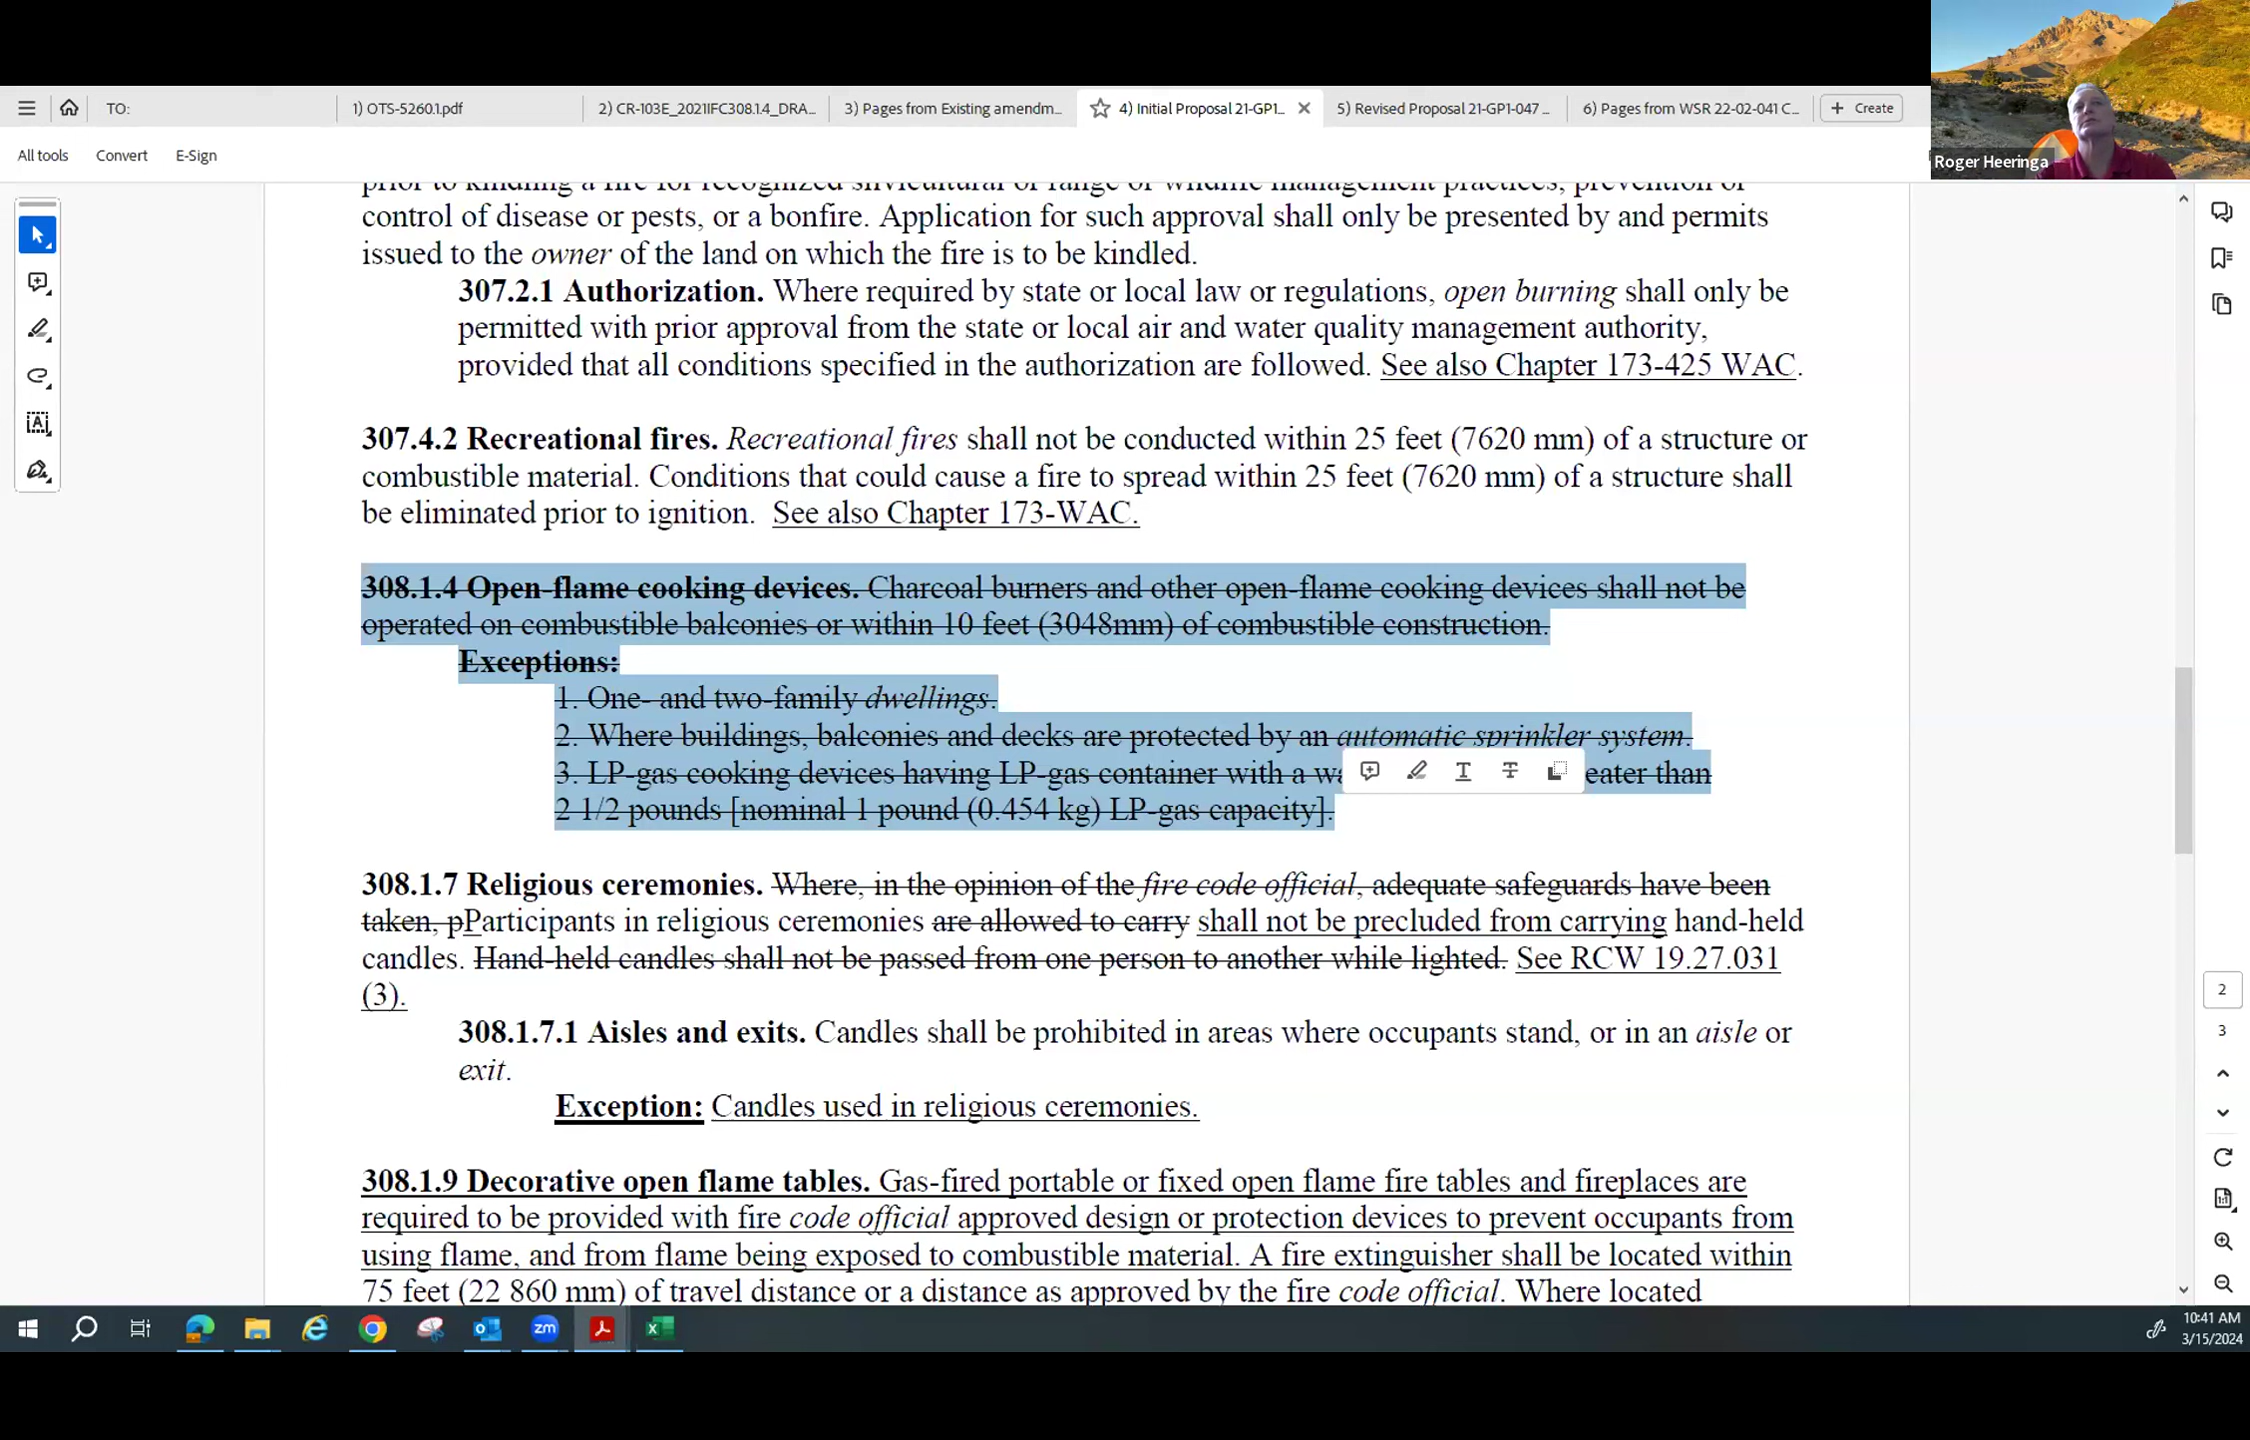 Roger Heeringa
TO:
1) OTS-5260.1.pdf
2) CR-103E_2021IFC308.1.4_DRA...
3) Pages from Existing amendm...
4) Initial Proposal 21-GP1...
5) Revised Proposal 21-GP1-047 ...
6) Pages from WSR 22-02-041 C...
+ Create
All tools
Convert
E-Sign
prior to kindling a fire for recognized silvicultural or range or wildlife management practices, prevention or
control of disease or pests, or a bonfire. Application for such approval shall only be presented by and permits
issued to the owner of the land on which the fire is to be kindled.
307.2.1 Authorization. Where required by state or local law or regulations, open burning shall only be
permitted with prior approval from the state or local air and water quality management authority,
provided that all conditions specified in the authorization are followed. See also Chapter 173-425 WAC.
307.4.2 Recreational fires. Recreational fires shall not be conducted within 25 feet (7620 mm) of a structure or
combustible material. Conditions that could cause a fire to spread within 25 feet (7620 mm) of a structure shall
be eliminated prior to ignition. See also Chapter 173-WAC.
308.1.4 Open-flame cooking devices. Charcoal burners and other open-flame cooking devices shall not be
operated on combustible balconies or within 10 feet (3048mm) of combustible construction.
Exceptions:
1. One- and two-family dwellings.
2. Where buildings, balconies and decks are protected by an automatic sprinkler system.
3. LP-gas cooking devices having LP-gas container with a wa eater than
2 1/2 pounds [nominal 1 pound (0.454 kg) LP-gas capacity].
308.1.7 Religious ceremonies. Where, in the opinion of the fire code official, adequate safeguards have been
taken, pParticipants in religious ceremonies are allowed to carry shall not be precluded from carrying hand-held
candles. Hand-held candles shall not be passed from one person to another while lighted. See RCW 19.27.031
(3).
308.1.7.1 Aisles and exits. Candles shall be prohibited in areas where occupants stand, or in an aisle or
exit.
Exception: Candles used in religious ceremonies.
308.1.9 Decorative open flame tables. Gas-fired portable or fixed open flame fire tables and fireplaces are
required to be provided with fire code official approved design or protection devices to prevent occupants from
using flame, and from flame being exposed to combustible material. A fire extinguisher shall be located within
75 feet (22 860 mm) of travel distance or a distance as approved by the fire code official. Where located
2
3
zm
10:41 AM
3/15/2024